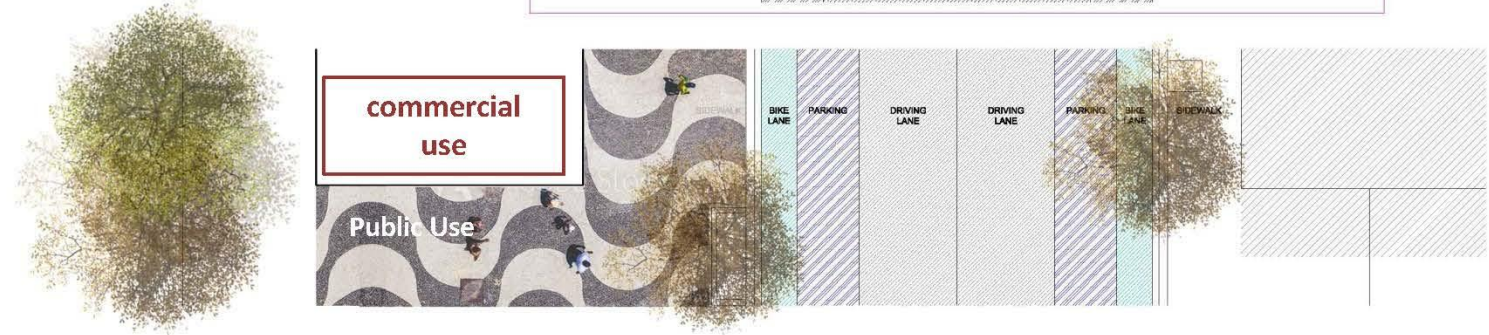 commercial
use
Public Use
SIDEWALK
BIKE
LANE
PARKING
DRIVING
LANE
DRIVING
LANE
PARKING
BIKE
LANE
SIDEWALK